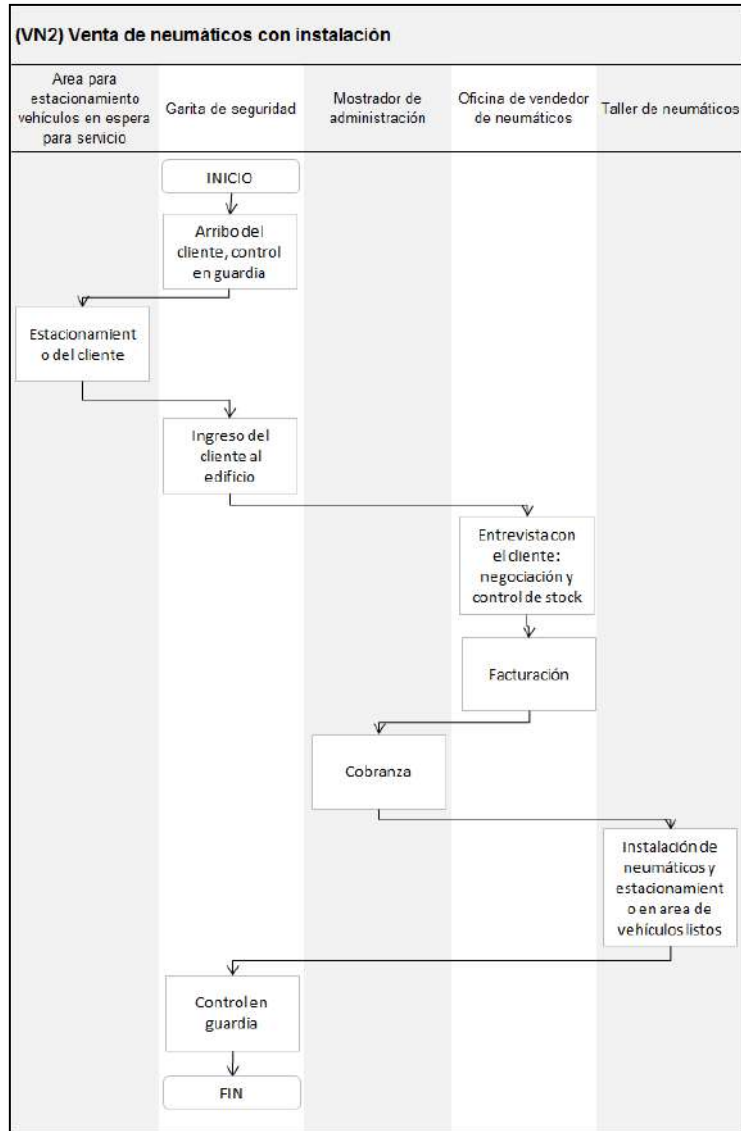 (VN2) Venta de neumáticos con instalación
Area para
estacionamiento
vehículos en espera
para servicio
Garita de seguridad
Mostrador de
administración
Oficina de vendedor
de neumáticos
Taller de neumáticos
INICIO
Arribo del
cliente, control
en guardia
Estacionamient
o del cliente
Ingreso del
cliente al
edificio
Entrevista con
el cliente:
negociación y
control de stock
Facturación
Cobranza
Instalación de
neumáticos y
estacionamient
o en area de
vehículos listos
Control en
guardia
FIN